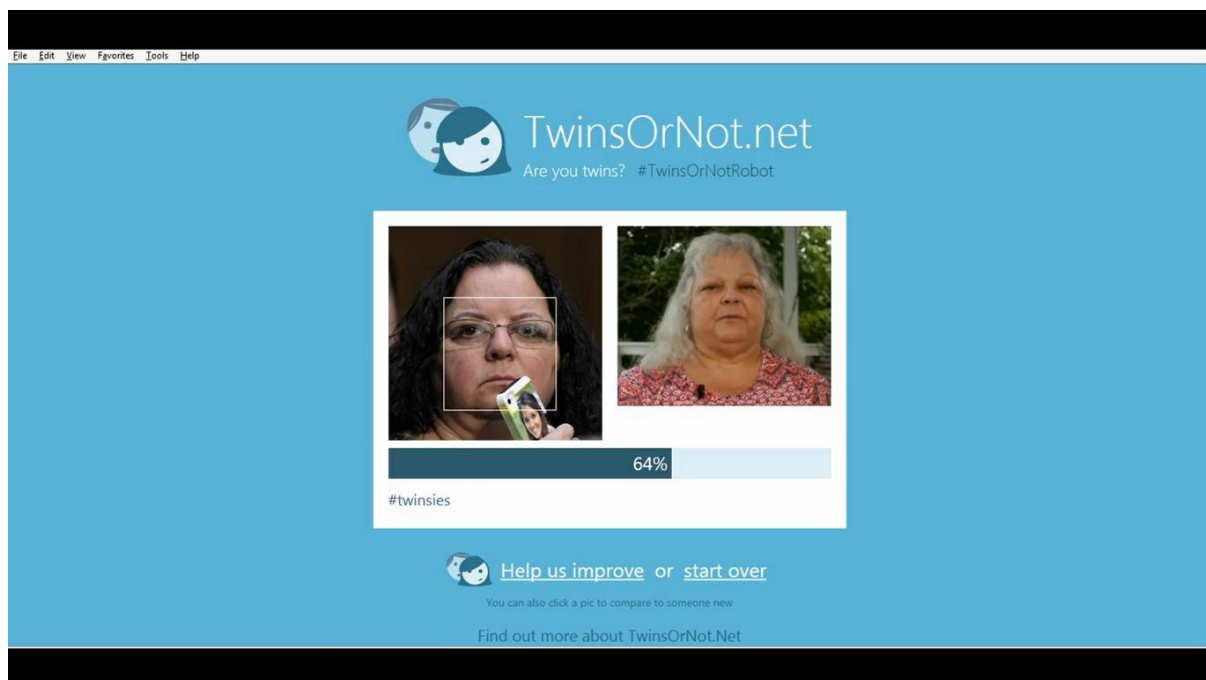 File Edit View Favorites Tools Help
TwinsOrNot.net
Are you twins? #TwinsOrNotRobot
64%
#twinsies
Help us improve or start over
You can also click a pic to compare to someone new
Find out more about TwinsOrNot.Net